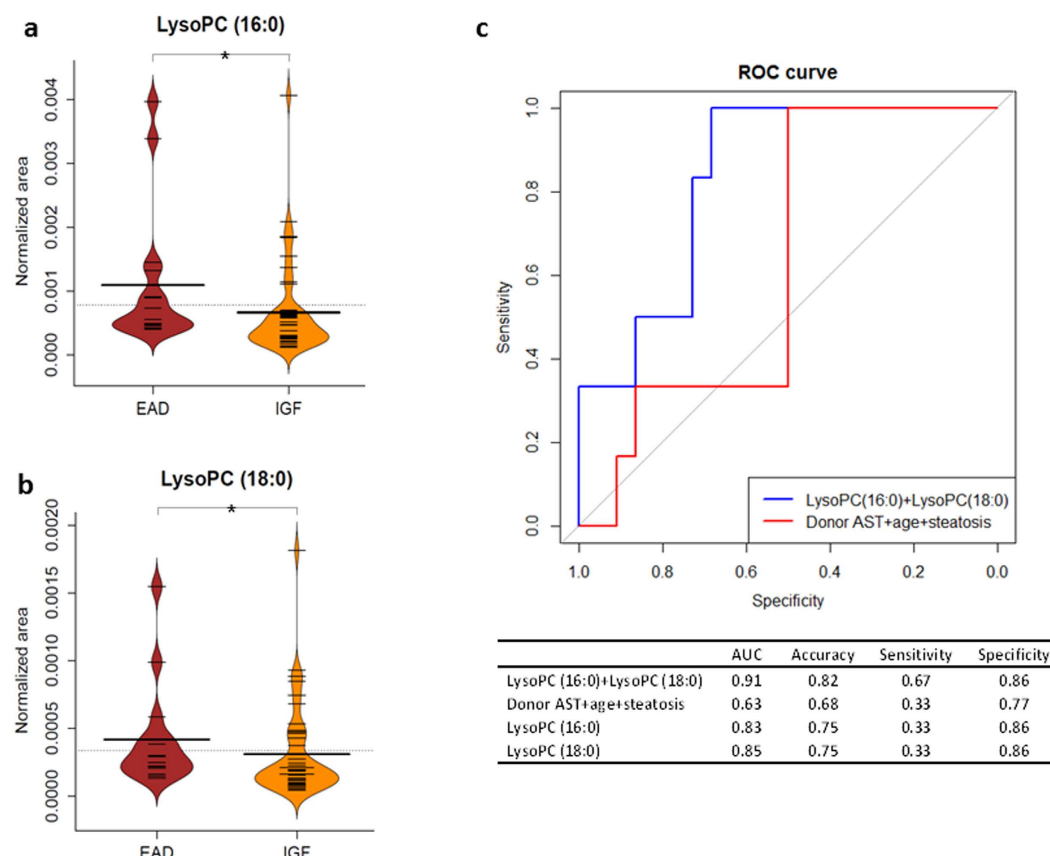 a
LysoPC (16:0)
*
Normalized area
0.004
0.003
0.002
0.001
0.000
EAD IGF
b
LysoPC (18:0)
*
Normalized area
0.0020
0.0015
0.0010
0.0005
0.0000
EAD IGF
c
ROC curve
Sensitivity
1.0
0.8
0.6
0.4
0.2
0.0
LysoPC(16:0)+LysoPC(18:0)
Donor AST+age+steatosis
1.0 0.8 0.6 0.4 0.2 0.0
Specificity
AUC Accuracy Sensitivity Specificity
LysoPC (16:0)+LysoPC (18:0) 0.91 0.82 0.67 0.86
Donor AST+age+steatosis 0.63 0.68 0.33 0.77
LysoPC (16:0) 0.83 0.75 0.33 0.86
LysoPC (18:0) 0.85 0.75 0.33 0.86